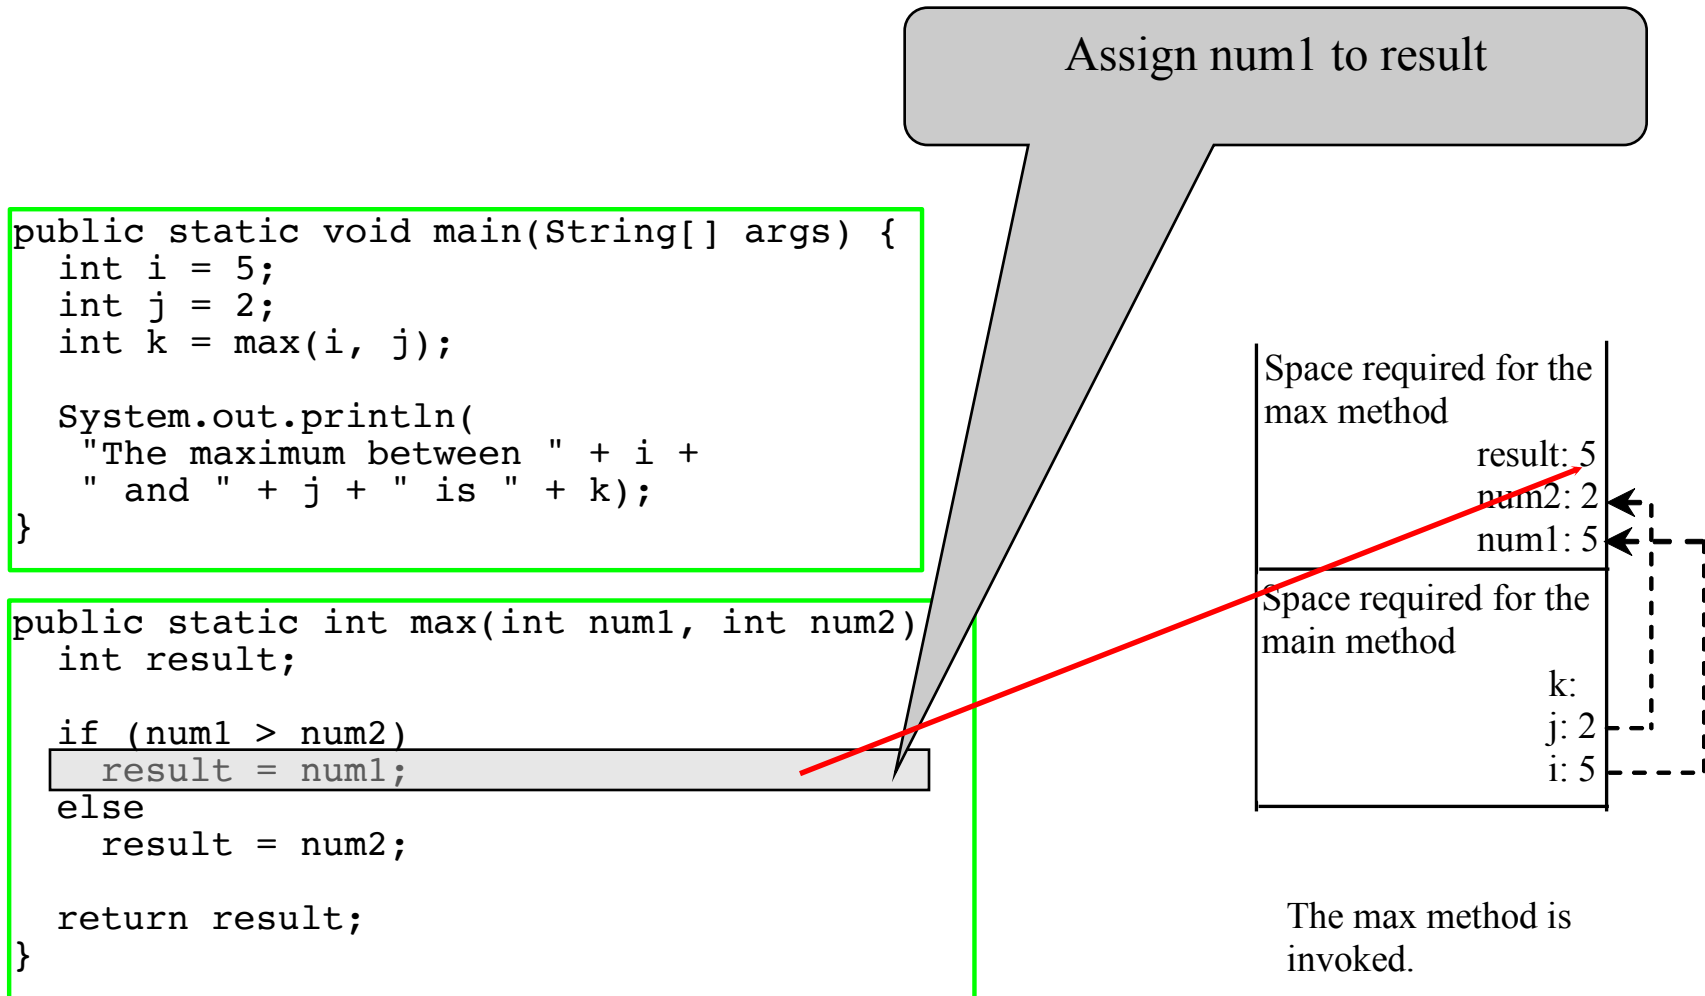 Assign num1 to result
public static void main(String[] args) {
  int i = 5;
  int j = 2;
  int k = max(i, j);

  System.out.println(
   "The maximum between " + i +
   " and " + j + " is " + k);
}
public static int max(int num1, int num2)
  int result;

  if (num1 > num2)
    result = num1;
  else
    result = num2;

  return result;
}
Space required for the
max method
result: 5
num2: 2
num1: 5
Space required for the
main method
k:
j: 2
i: 5
The max method is
invoked.